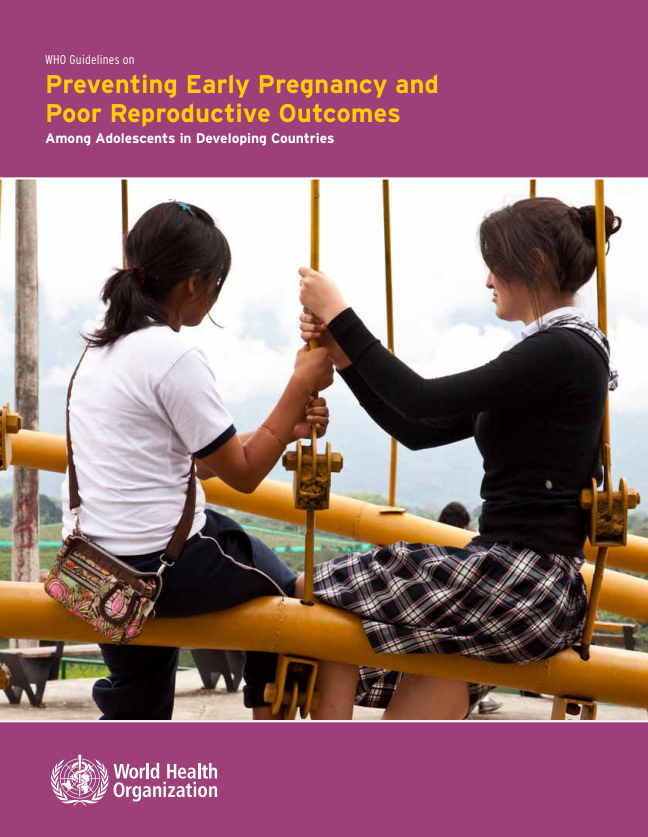 WHO Guidelines on
Preventing Early Pregnancy and
Poor Reproductive Outcomes
Among Adolescents in Developing Countries
World Health
Organization